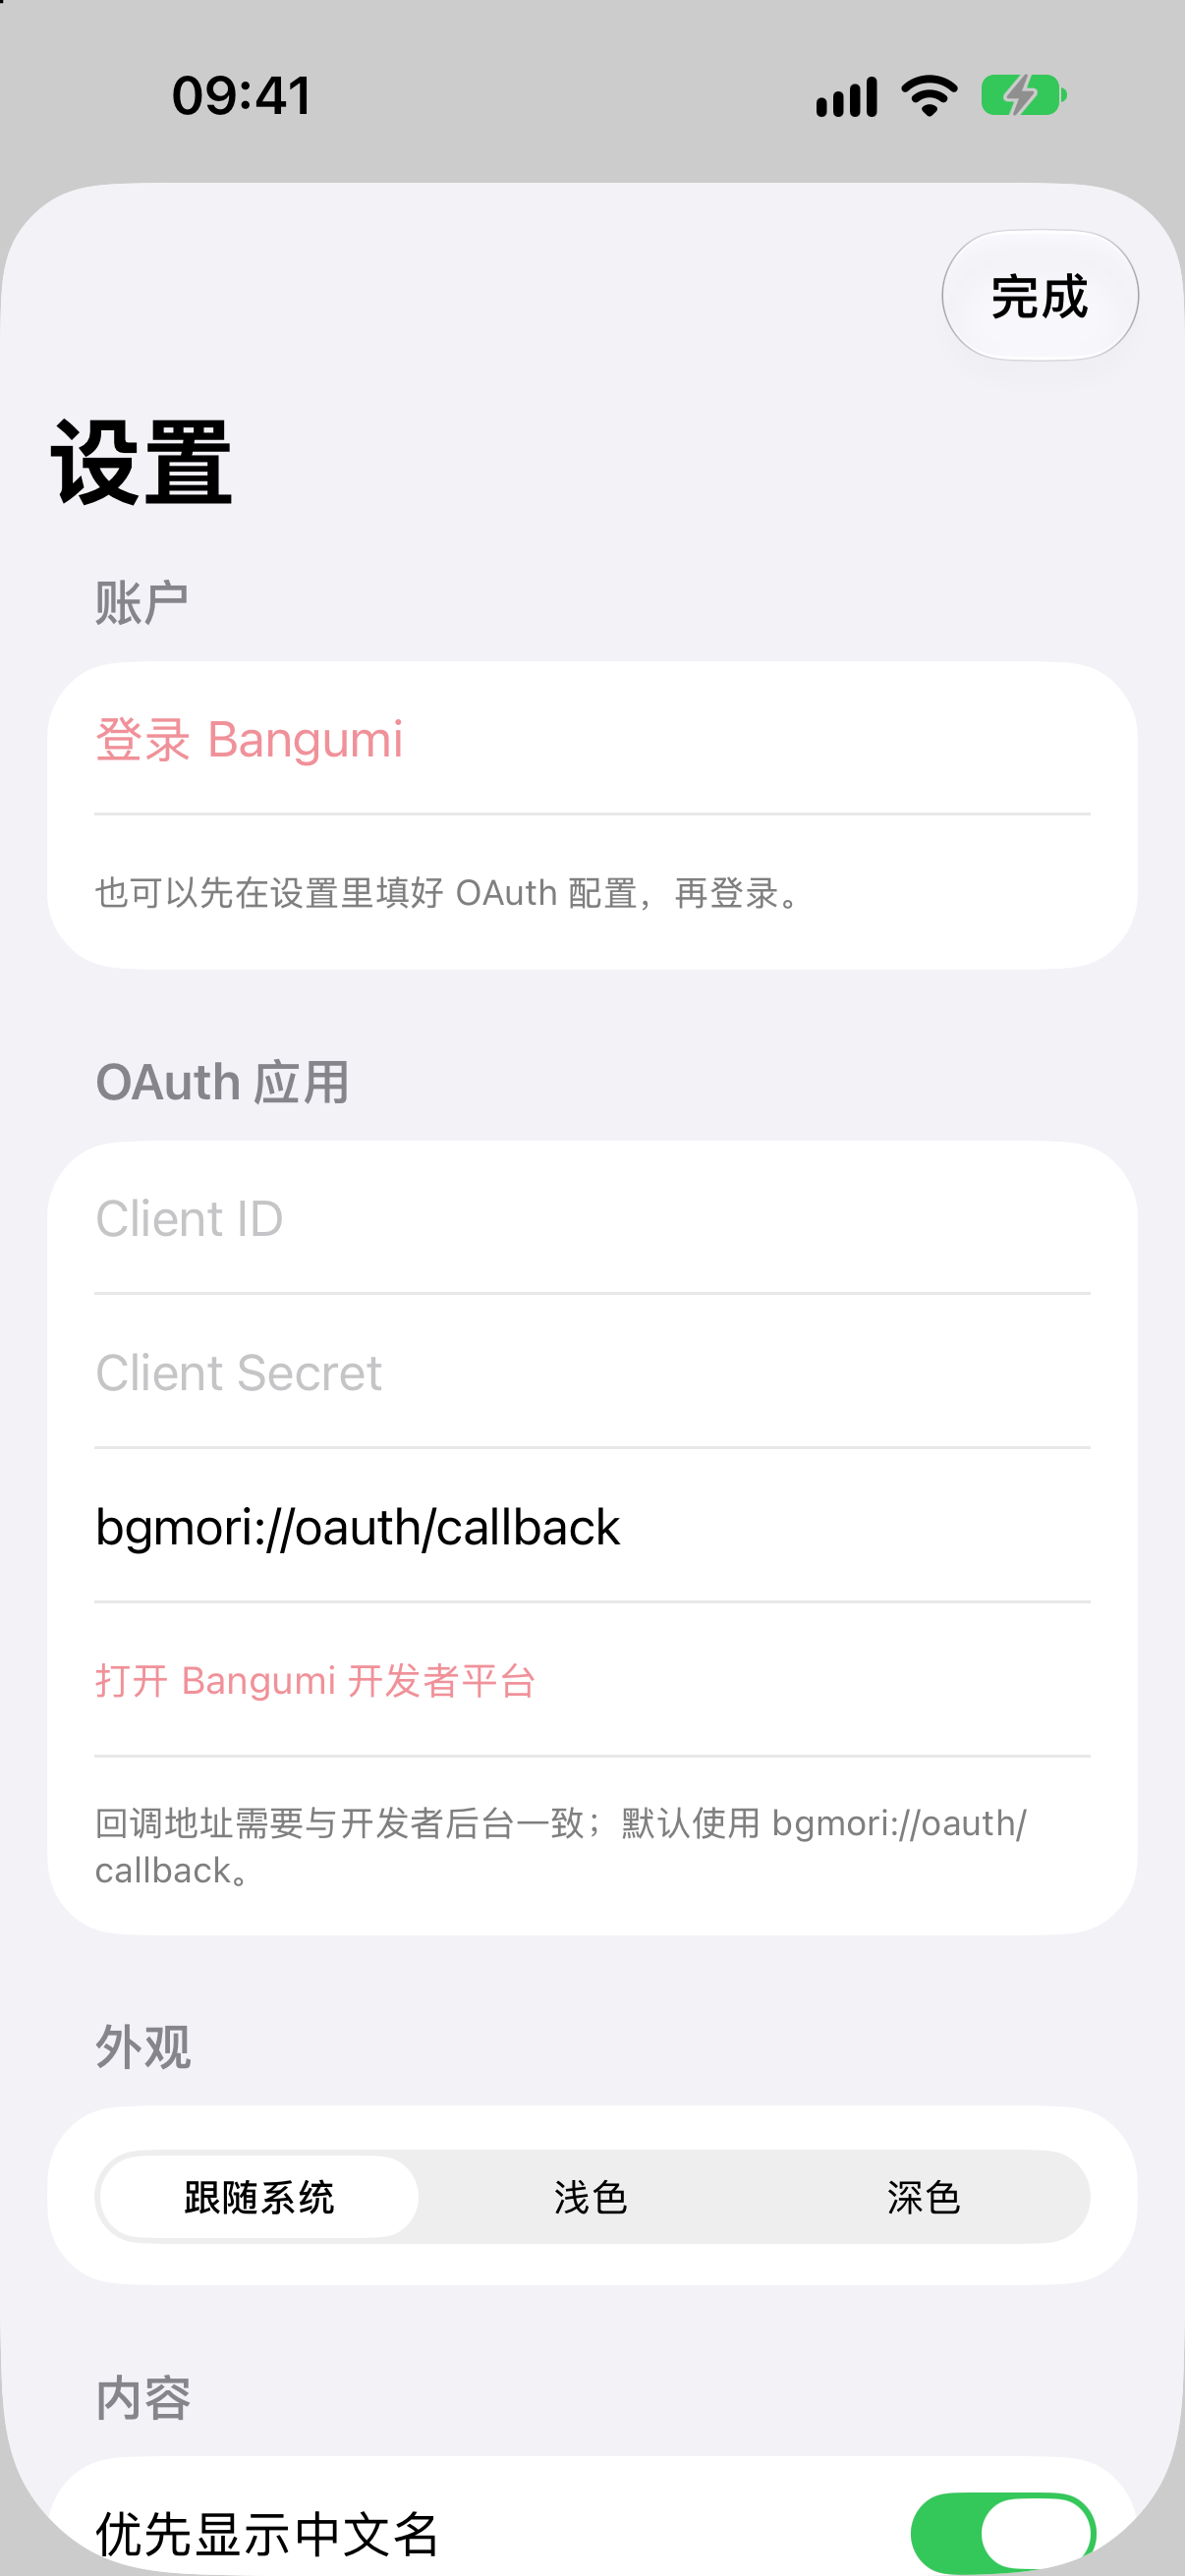 09:41
完成
设置
账户
登录 Bangumi
也可以先在设置里填好 OAuth 配置，再登录。
OAuth 应用
Client ID
Client Secret
bgmori://oauth/callback
打开 Bangumi 开发者平台
回调地址需要与开发者后台一致；默认使用 bgmori://oauth/
callback。
外观
跟随系统 浅色 深色
内容
优先显示中文名